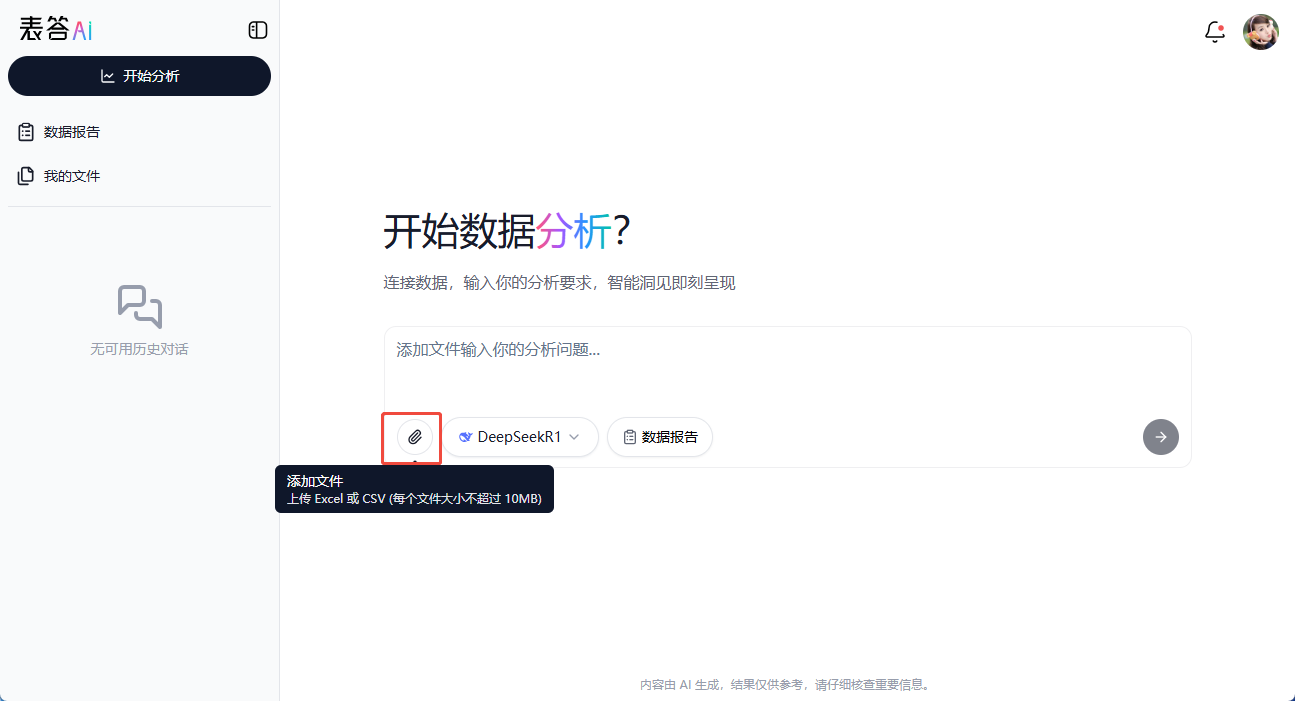 表答Ai
开始分析
数据报告
我的文件
无可用历史对话
开始数据分析？
连接数据，输入你的分析要求，智能洞见即刻呈现
添加文件输入你的分析问题...
DeepSeekR1
数据报告
添加文件
上传 Excel 或 CSV (每个文件大小不超过 10MB)
内容由 AI 生成，结果仅供参考，请仔细核查重要信息。